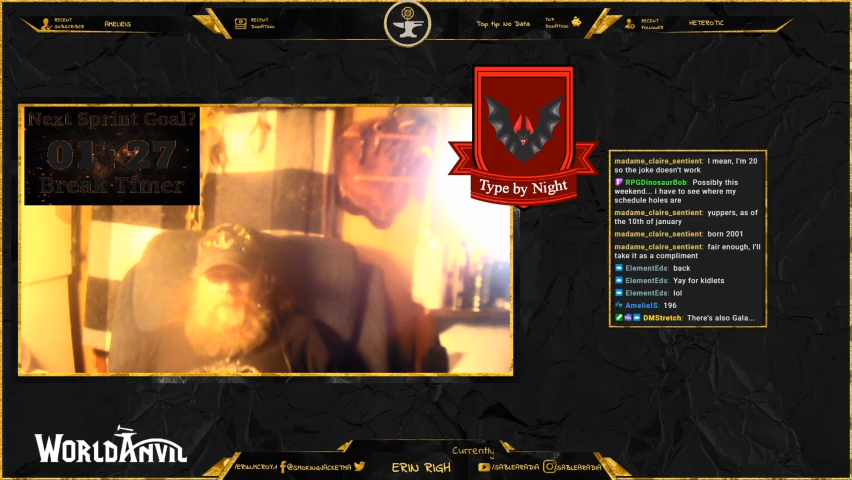 RECENT
SUBSCRIBER
AMELIEIS
RECENT
DONATION
Top tip: No Data
TOP
DONATION
RECENT
FOLLOWER
HETEROTIC
Next Sprint Goal?
Break Timer
Type by Night
madame_claire_sentient: I mean, I'm 20
so the joke doesn't work
RPGDinosaurBob: Possibly this
weekend... i have to see where my
schedule holes are
madame_claire_sentient: yuppers, as of
the 10th of january
madame_claire_sentient: born 2001
madame_claire_sentient: fair enough, I'll
take it as a compliment
ElementEds: back
ElementEds: Yay for kidlets
ElementEds: lol
AmelieIS: 196
DMStretch: There's also Gala...
WORLDANVIL
Currently
@SMOKINGJACKETMA
ERIN RIGH
/SABLEARADIA
/SABLEARADIA